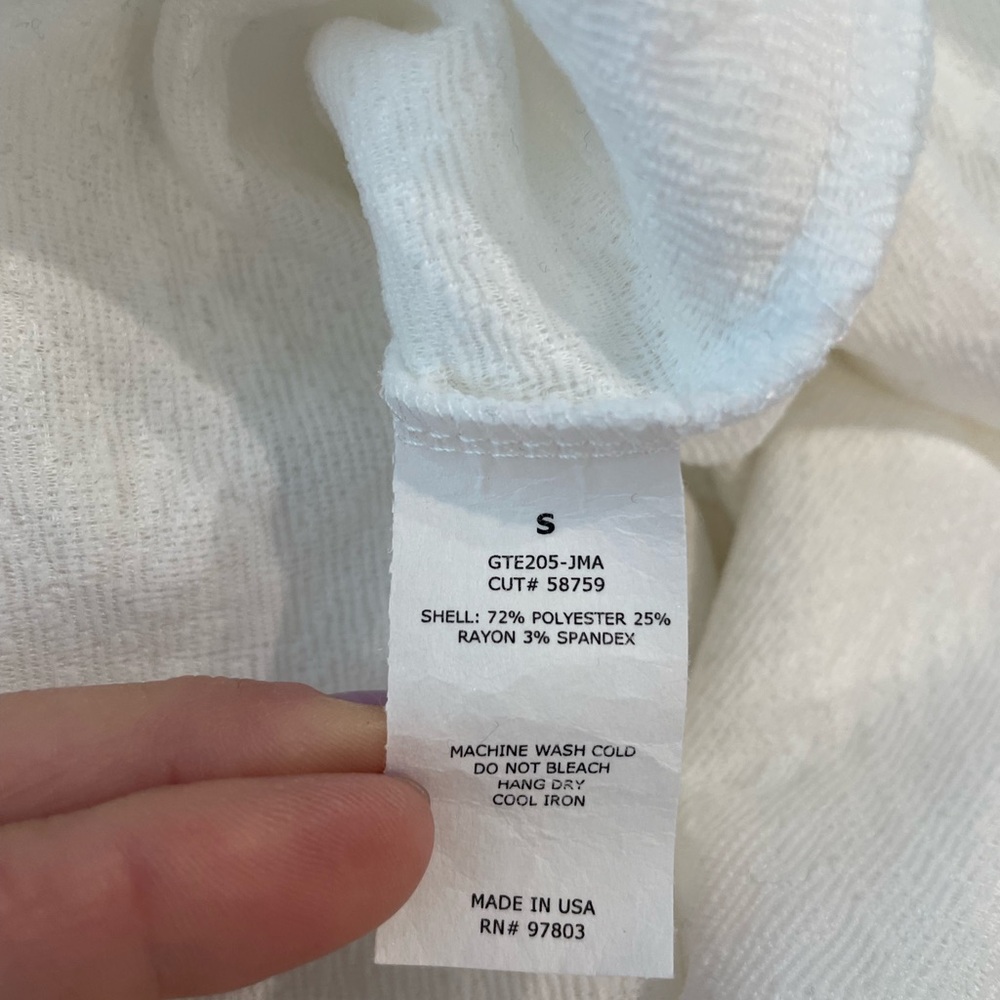 S
GTE205-JMA
CUT# 58759
SHELL: 72% POLYESTER 25%
RAYON 3% SPANDEX
MACHINE WASH COLD
DO NOT BLEACH
HANG DRY
COOL IRON
MADE IN USA
RN# 97803